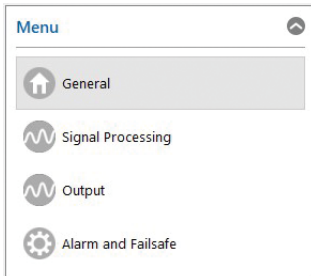 Menu
General
Signal Processing
Output
Alarm and Failsafe